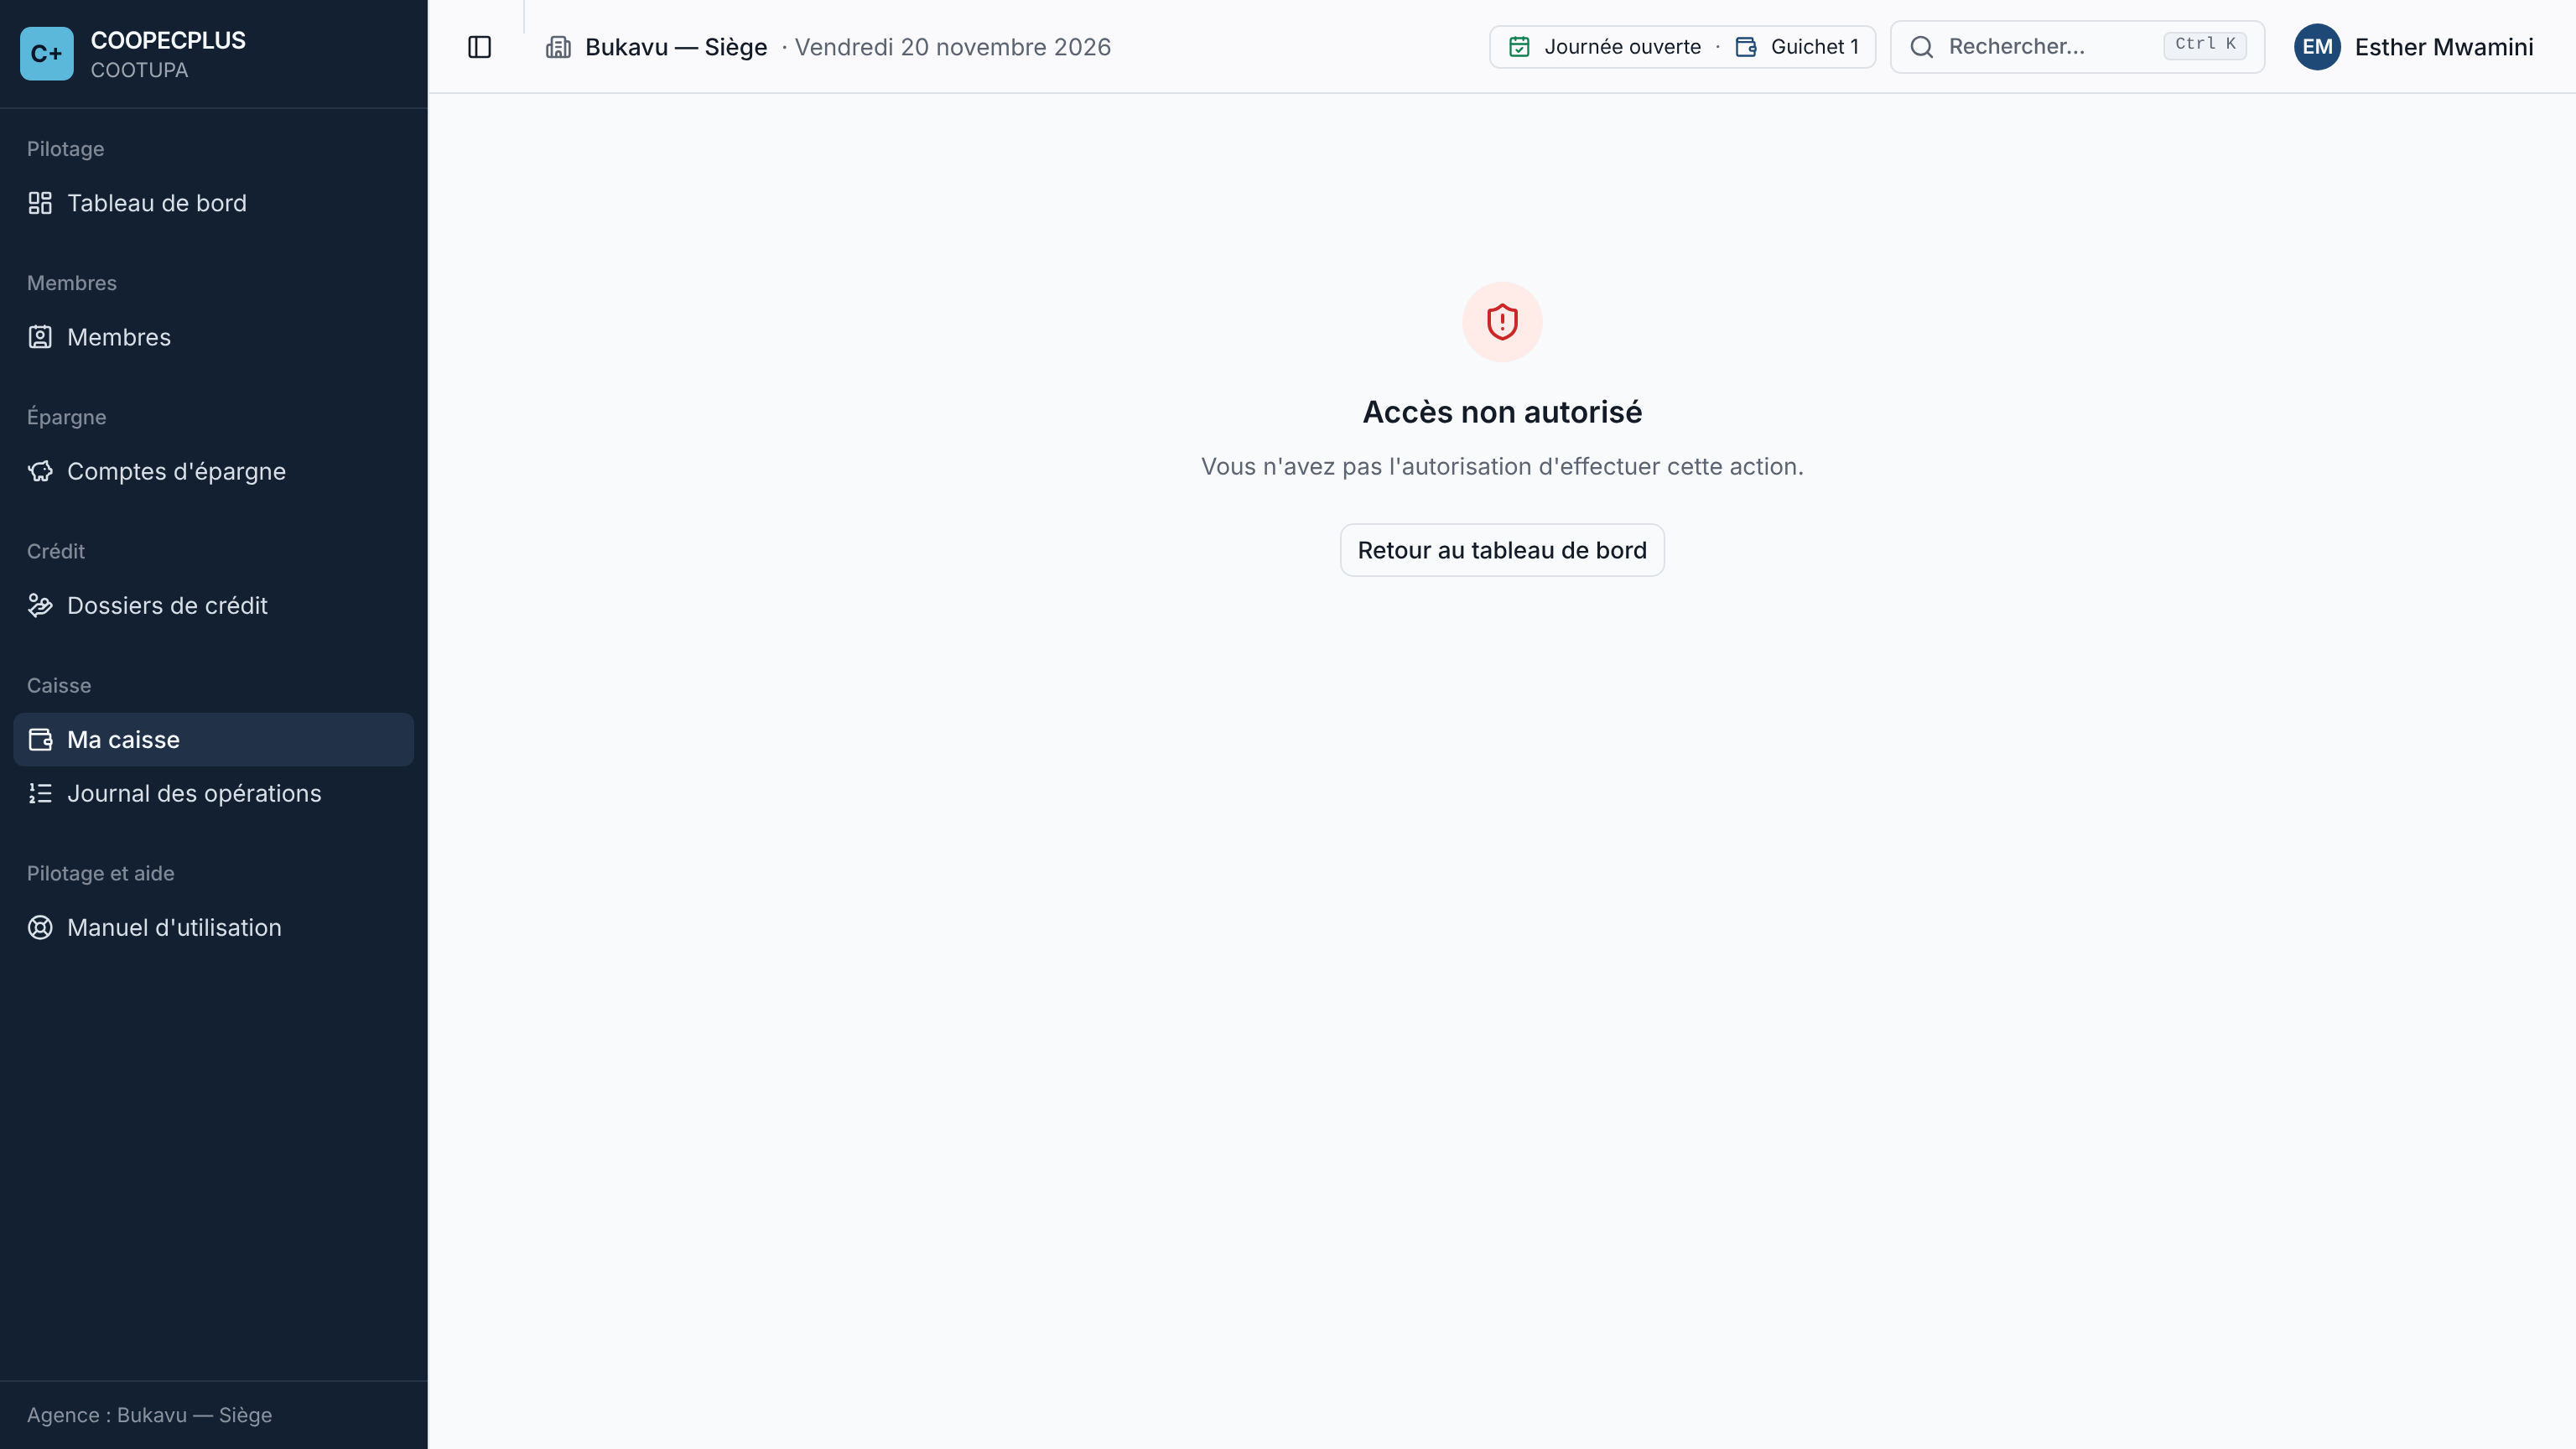 C+
COOPECPLUS
COOTUPA
Pilotage
Tableau de bord
Membres
Membres
Épargne
Comptes d'épargne
Crédit
Dossiers de crédit
Caisse
Ma caisse
Journal des opérations
Pilotage et aide
Manuel d'utilisation
Agence : Bukavu — Siège
Bukavu — Siège · Vendredi 20 novembre 2026
Journée ouverte · Guichet 1
Rechercher... Ctrl K
EM Esther Mwamini
Accès non autorisé
Vous n'avez pas l'autorisation d'effectuer cette action.
Retour au tableau de bord